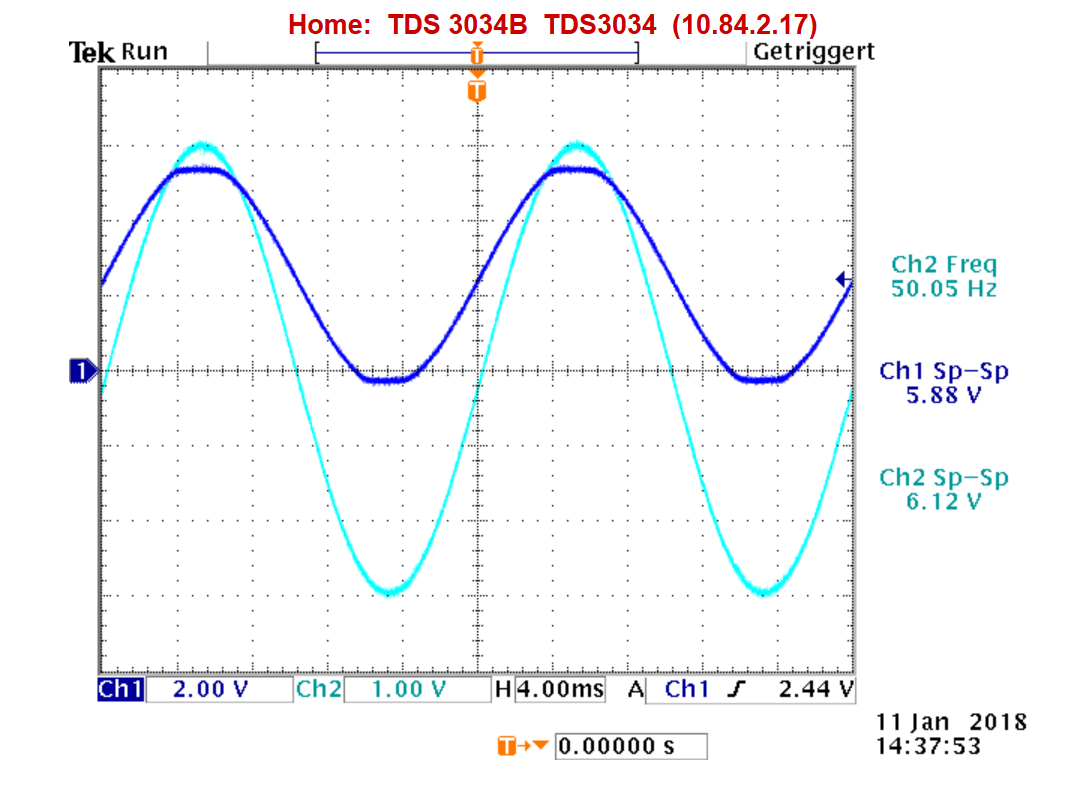 Home: TDS 3034B TDS3034 (10.84.2.17)
Tek Run Getriggert
T
T
Ch2 Freq
50.05 Hz
1
Ch1 Sp-Sp
5.88 V
Ch2 Sp-Sp
6.12 V
Ch1 2.00 V Ch2 1.00 V H 4.00ms A Ch1 2.44 V
11 Jan 2018
T 0.00000 s
14:37:53